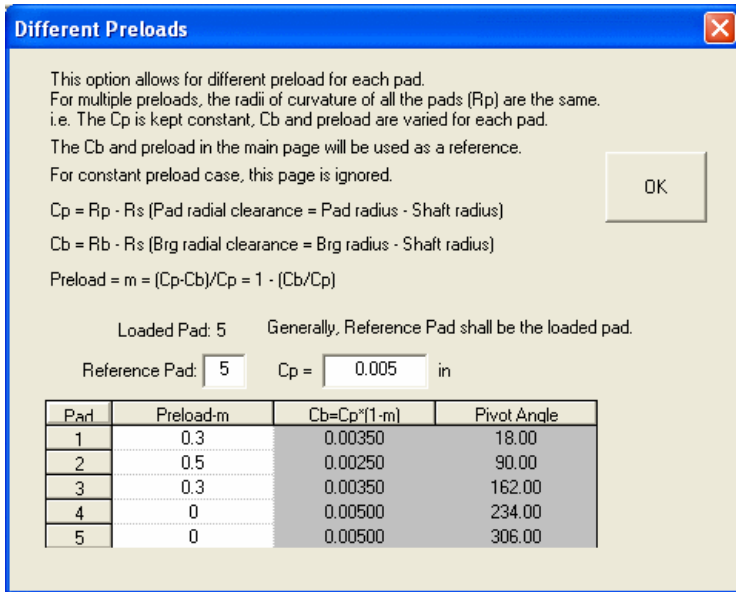 Different Preloads
This option allows for different preload for each pad.
For multiple preloads, the radii of curvature of all the pads (Rp) are the same.
i.e. The Cp is kept constant, Cb and preload are varied for each pad.
The Cb and preload in the main page will be used as a reference.
For constant preload case, this page is ignored.
OK
Cp = Rp - Rs (Pad radial clearance = Pad radius - Shaft radius)
Cb = Rb - Rs (Brg radial clearance = Brg radius - Shaft radius)
Preload = m = (Cp-Cb)/Cp = 1 - (Cb/Cp)
Loaded Pad: 5 Generally, Reference Pad shall be the loaded pad.
Reference Pad: 5 Cp = 0.005 in
Pad Preload-m Cb=Cp*(1-m) Pivot Angle
1 0.3 0.00350 18.00
2 0.5 0.00250 90.00
3 0.3 0.00350 162.00
4 0 0.00500 234.00
5 0 0.00500 306.00